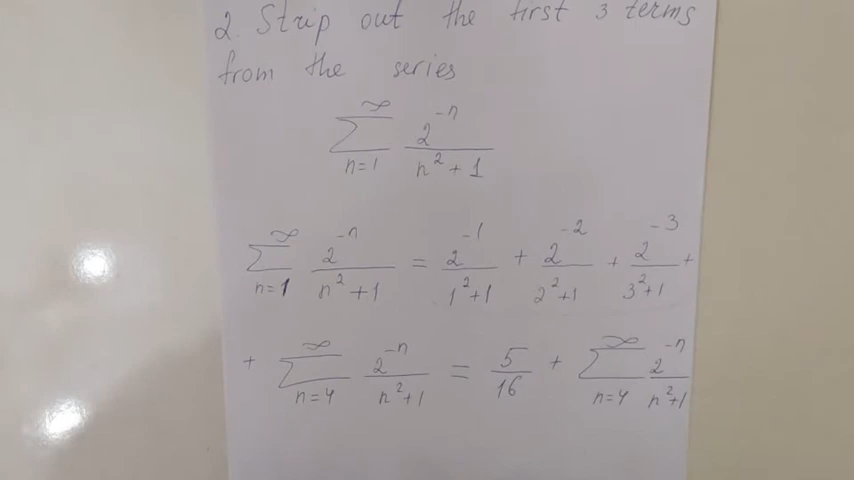 2. Strip out the first 3 terms
from the series
∑_{n=1}^{∞} 2^{-n}/(n^2+1)
∑_{n=1}^{∞} 2^{-n}/(n^2+1) = 2^{-1}/(1^2+1) + 2^{-2}/(2^2+1) + 2^{-3}/(3^2+1) +
+ ∑_{n=4}^{∞} 2^{-n}/(n^2+1) = 5/16 + ∑_{n=4}^{∞} 2^{-n}/(n^2+1)